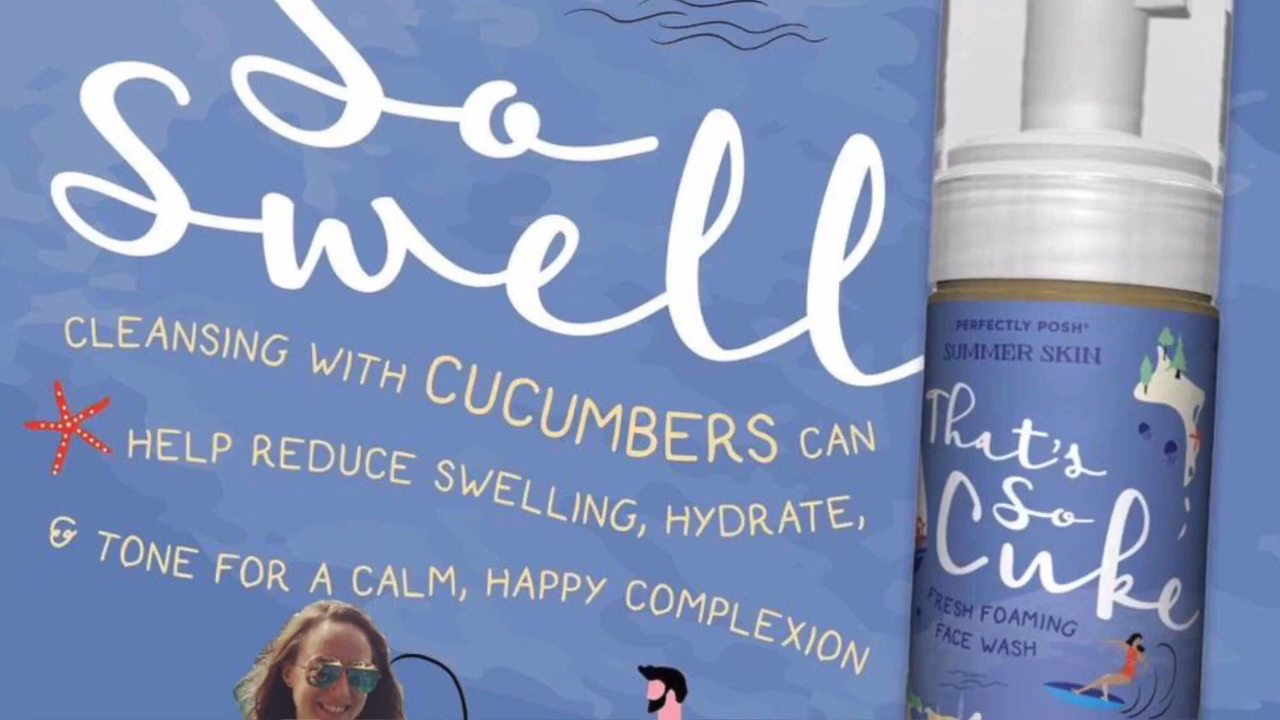 So
Swell
CLEANSING WITH CUCUMBERS CAN
HELP REDUCE SWELLING, HYDRATE,
& TONE FOR A CALM, HAPPY COMPLEXION
PERFECTLY POSH®
SUMMER SKIN
That's
So
Cuke
FRESH FOAMING
FACE WASH